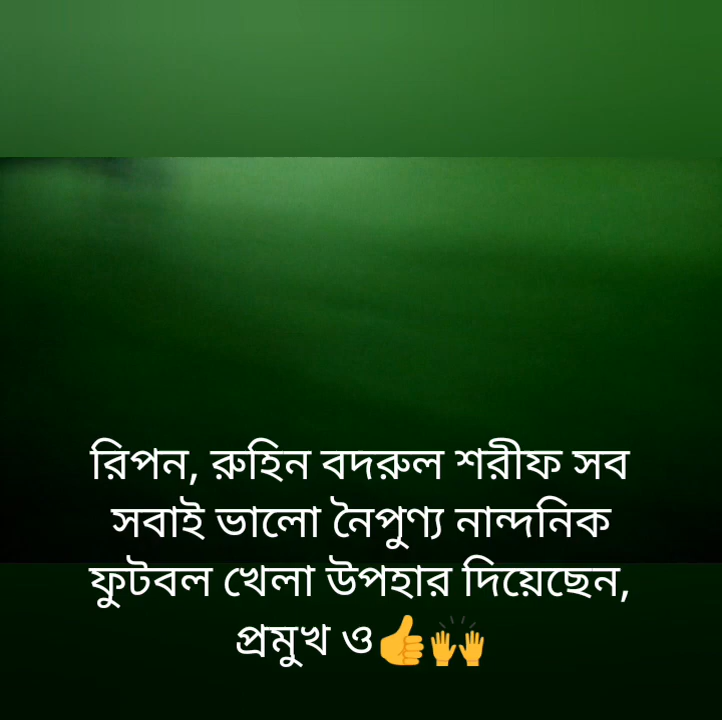 রিপন, রুহিন বদরুল শরীফ সব
সবাই ভালো নৈপুণ্য নান্দনিক
ফুটবল খেলা উপহার দিয়েছেন,
প্রমুখ ও👍🙌